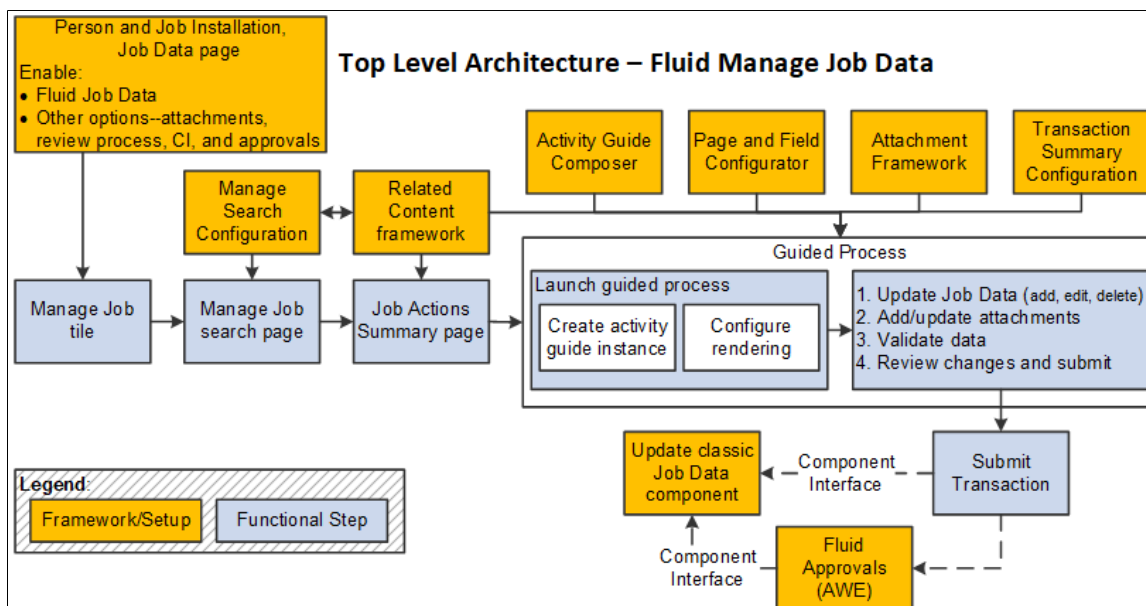 Person and Job Installation,
Job Data page
Enable:
• Fluid Job Data
• Other options--attachments,
review process, CI, and approvals
Top Level Architecture – Fluid Manage Job Data
Activity Guide
Composer
Page and Field
Configurator
Attachment
Framework
Transaction
Summary
Configuration
Manage
Search
Configuration
Related
Content
framework
Guided Process
Manage Job
tile
Manage Job
search page
Job Actions
Summary page
Launch guided process
Create activity
guide instance
Configure
rendering
1. Update Job Data (add, edit, delete)
2. Add/update attachments
3. Validate data
4. Review changes and submit
Update classic
Job Data
component
Component
Interface
Submit
Transaction
Legend:
Framework/Setup
Functional Step
Component
Interface
Fluid
Approvals
(AWE)